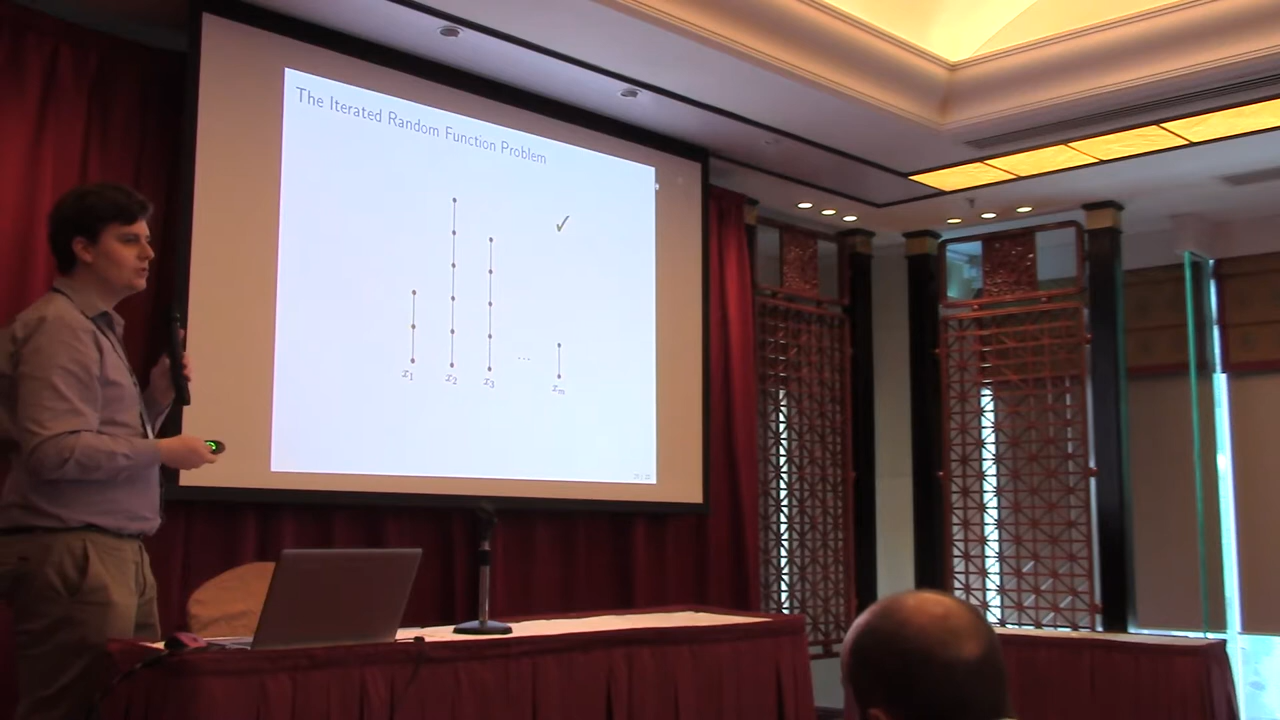 The Iterated Random Function Problem
✓
...
x₁ x₂ x₃ xₘ